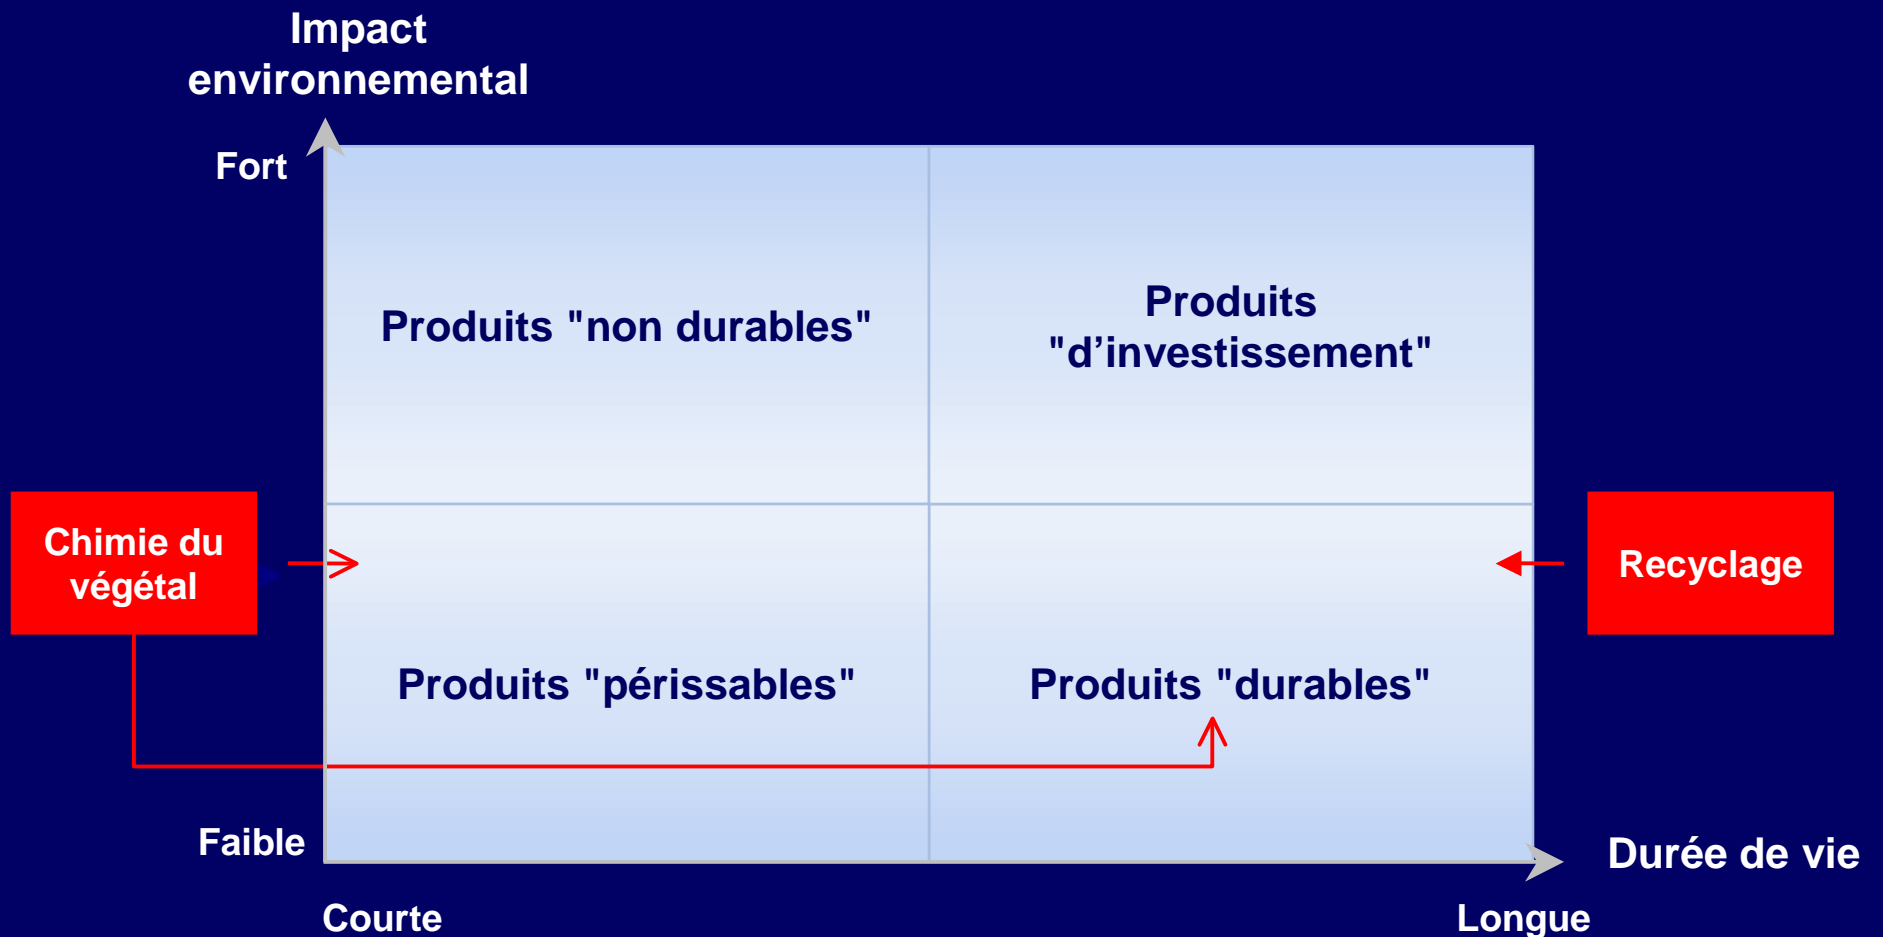 Impact
environnemental
Fort
Produits "non durables"
Produits
"d’investissement"
Chimie du
végétal
Recyclage
Produits "périssables"
Produits "durables"
Faible
Durée de vie
Courte
Longue